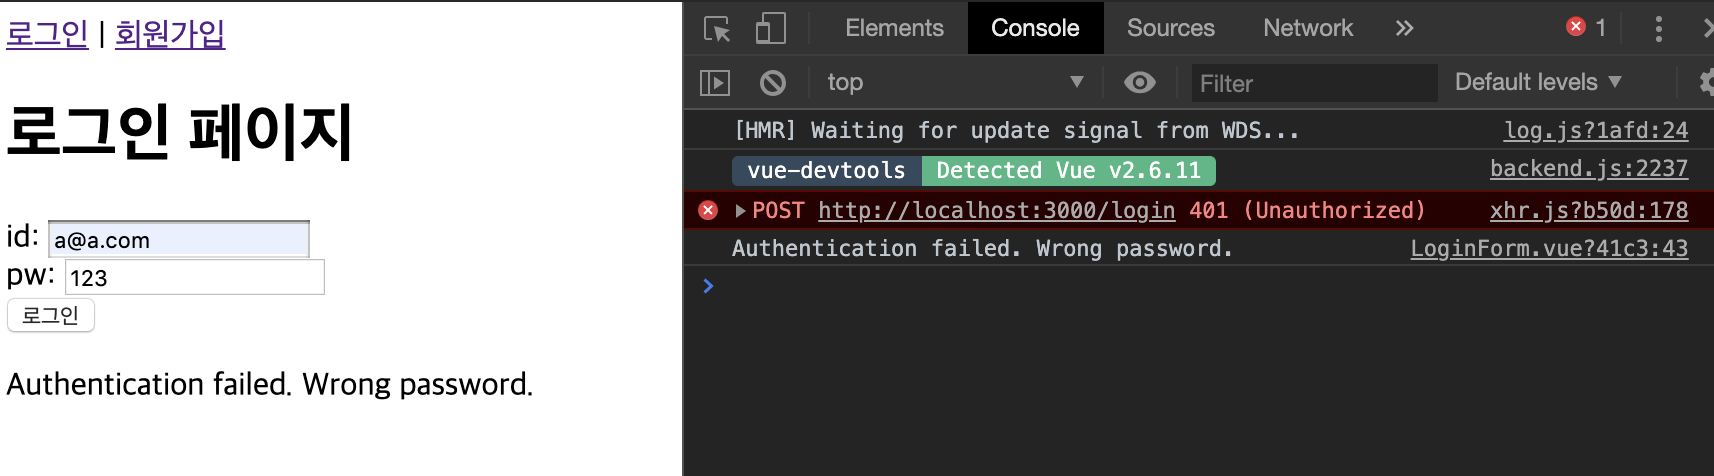 로그인 | 회원가입
로그인 페이지
id: a@a.com
pw: 123
로그인
Authentication failed. Wrong password.
Elements Console Sources Network 1
top Filter Default levels
[HMR] Waiting for update signal from WDS... log.js?1afd:24
vue-devtools Detected Vue v2.6.11 backend.js:2237
POST http://localhost:3000/login 401 (Unauthorized) xhr.js?b50d:178
Authentication failed. Wrong password. LoginForm.vue?41c3:43